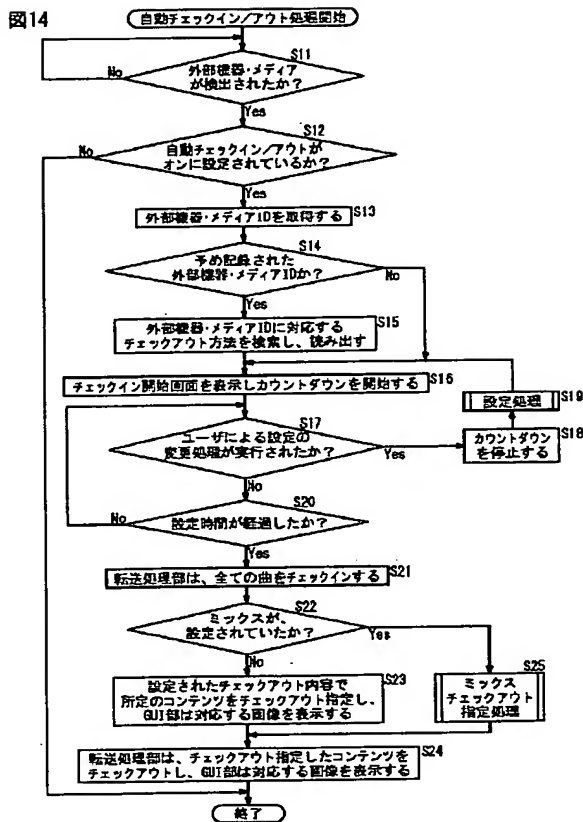 図14
自動チェックイン/アウト処理開始
S11
外部機器・メディア
が検出されたか？
No
Yes
S12
自動チェックイン/アウトが
オンに設定されているか？
No
Yes
外部機器・メディアIDを取得する
S13
S14
予め記録された
外部機器・メディアIDか？
No
Yes
外部機器・メディアIDに対応する
チェックアウト方法を検索し、読み出す
S15
チェックイン開始画面を表示しカウントダウンを開始する
S16
設定処理
S19
S17
ユーザによる設定の
変更処理が実行されたか？
Yes
カウントダウン
を停止する
S18
No
S20
設定時間が経過したか？
No
Yes
転送処理部は、全ての曲をチェックインする
S21
S22
ミックスが、
設定されていたか？
Yes
No
設定されたチェックアウト内容で
所定のコンテンツをチェックアウト指定し、
GUI部は対応する画像を表示する
S23
S25
ミックス
チェックアウト
指定処理
転送処理部は、チェックアウト指定したコンテンツを
チェックアウトし、GUI部は対応する画像を表示する
S24
終了